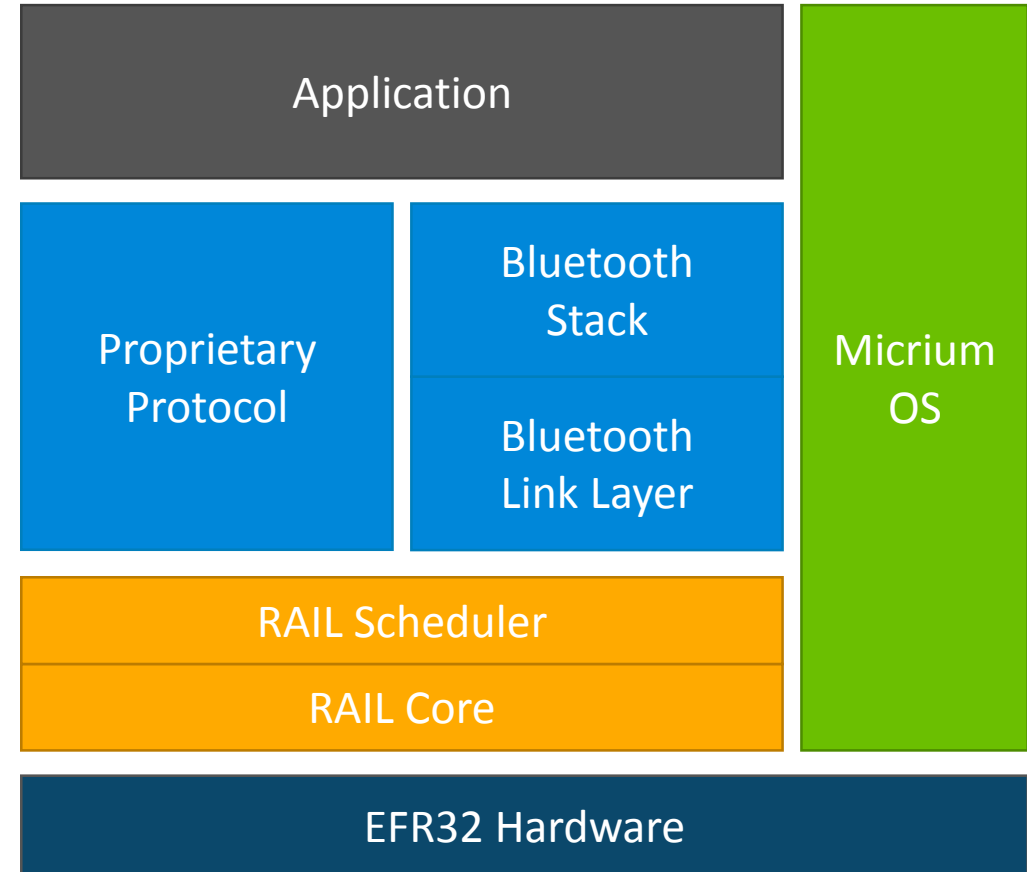 Application
Proprietary
Protocol
Bluetooth
Stack
Bluetooth
Link Layer
Micrium
OS
RAIL Scheduler
RAIL Core
EFR32 Hardware